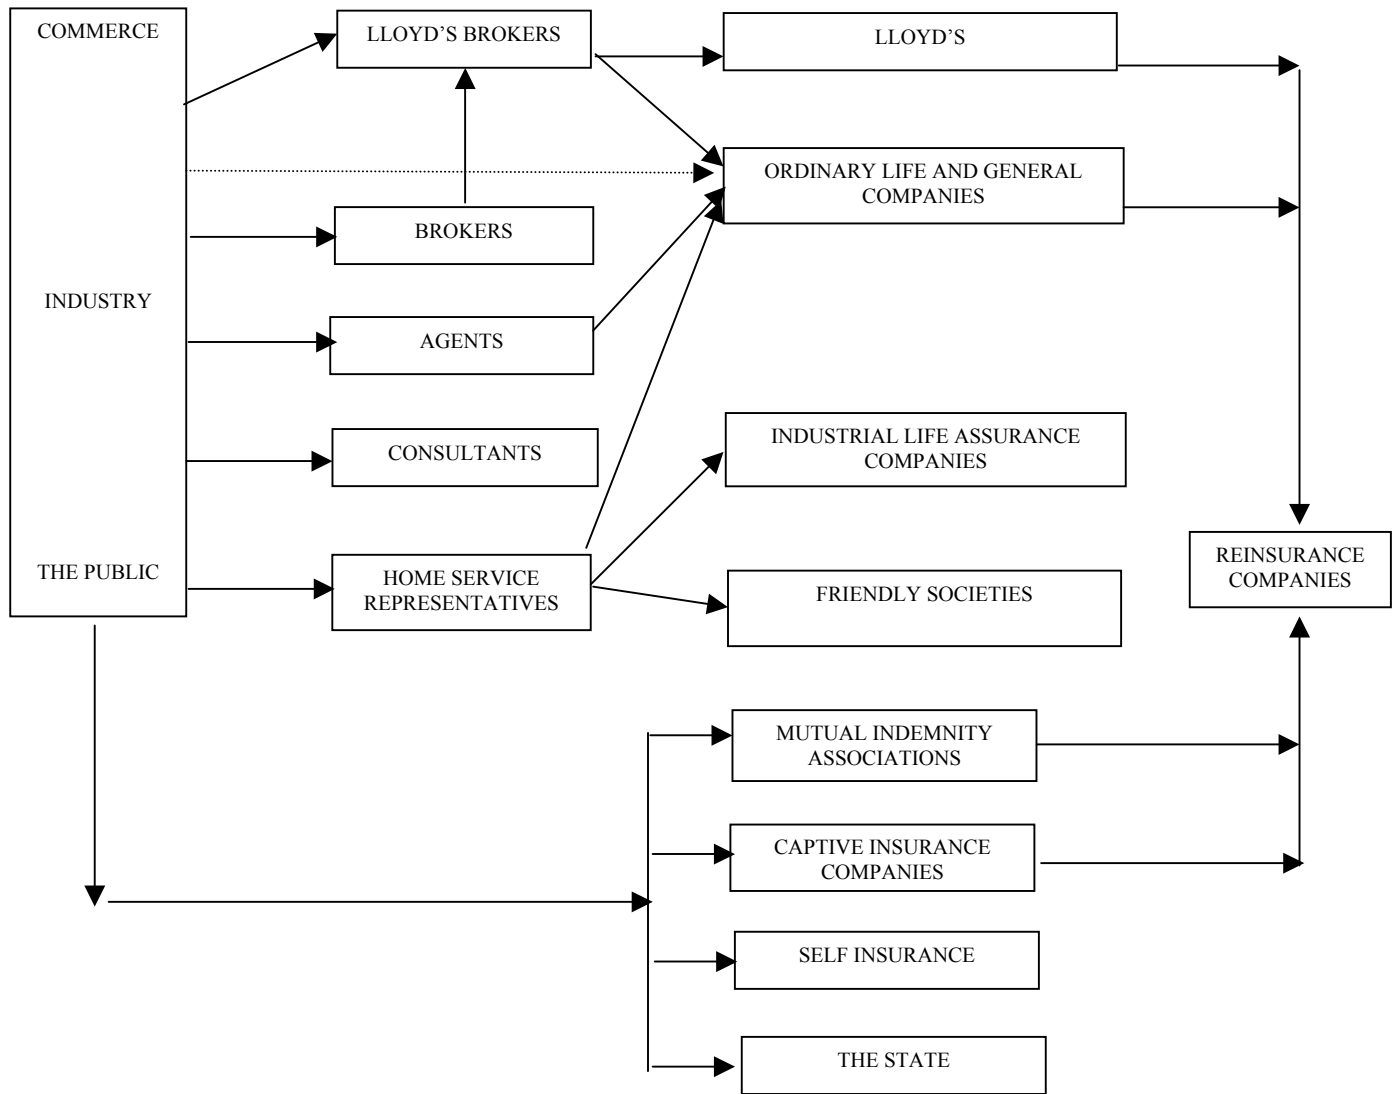 COMMERCE
INDUSTRY
THE PUBLIC
LLOYD’S BROKERS
BROKERS
AGENTS
CONSULTANTS
HOME SERVICE
REPRESENTATIVES
LLOYD’S
ORDINARY LIFE AND GENERAL
COMPANIES
INDUSTRIAL LIFE ASSURANCE
COMPANIES
FRIENDLY SOCIETIES
MUTUAL INDEMNITY
ASSOCIATIONS
CAPTIVE INSURANCE
COMPANIES
SELF INSURANCE
THE STATE
REINSURANCE
COMPANIES